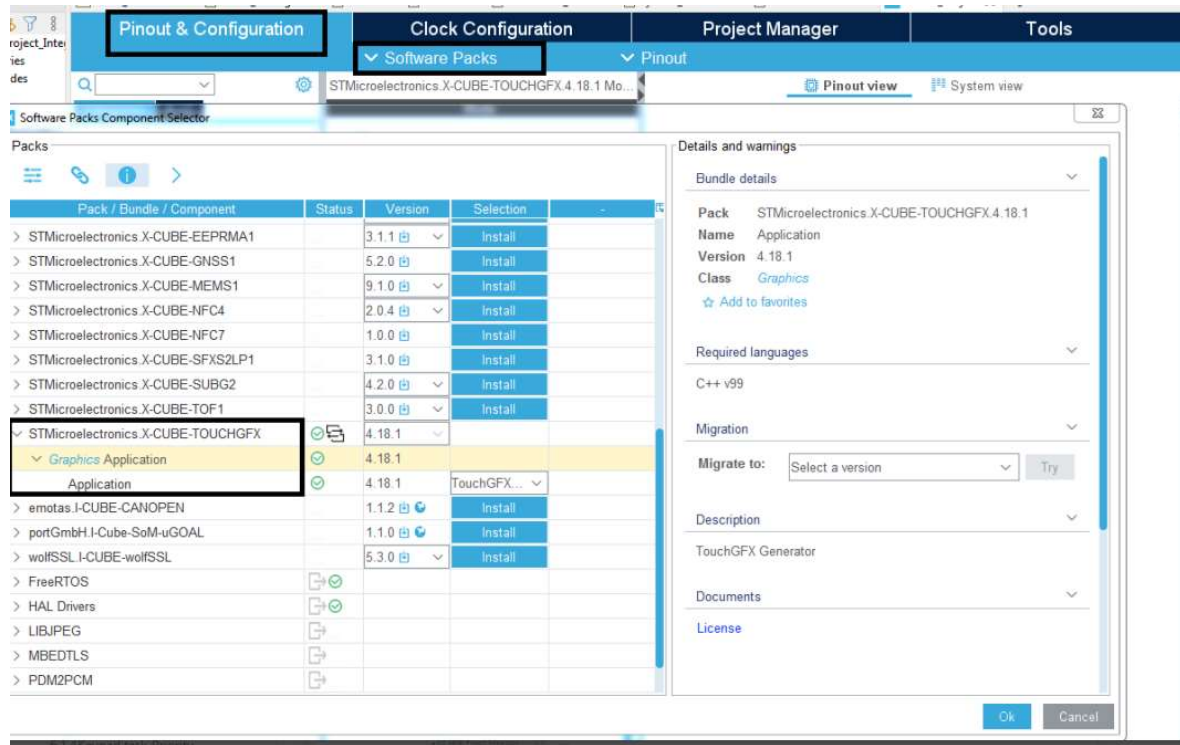 Pinout & Configuration
Clock Configuration
Project Manager
Tools
Software Packs
Pinout
des
STMicroelectronics.X-CUBE-TOUCHGFX.4.18.1 Mo...
Pinout view
System view
Software Packs Component Selector
Packs
Details and warnings
Pack / Bundle / Component Status Version Selection -
STMicroelectronics.X-CUBE-EEPRMA1 3.1.1 Install
STMicroelectronics.X-CUBE-GNSS1 5.2.0 Install
STMicroelectronics.X-CUBE-MEMS1 9.1.0 Install
STMicroelectronics.X-CUBE-NFC4 2.0.4 Install
STMicroelectronics.X-CUBE-NFC7 1.0.0 Install
STMicroelectronics.X-CUBE-SFXS2LP1 3.1.0 Install
STMicroelectronics.X-CUBE-SUBG2 4.2.0 Install
STMicroelectronics.X-CUBE-TOF1 3.0.0 Install
STMicroelectronics.X-CUBE-TOUCHGFX 4.18.1
Graphics Application 4.18.1
Application 4.18.1 TouchGFX...
emotas.I-CUBE-CANOPEN 1.1.2 Install
portGmbH.I-Cube-SoM-uGOAL 1.1.0 Install
wolfSSL.I-CUBE-wolfSSL 5.3.0 Install
FreeRTOS
HAL Drivers
LIBJPEG
MBEDTLS
PDM2PCM
Bundle details
Pack STMicroelectronics.X-CUBE-TOUCHGFX.4.18.1
Name Application
Version 4.18.1
Class Graphics
Add to favorites
Required languages
C++ v99
Migration
Migrate to: Select a version Try
Description
TouchGFX Generator
Documents
License
Ok Cancel